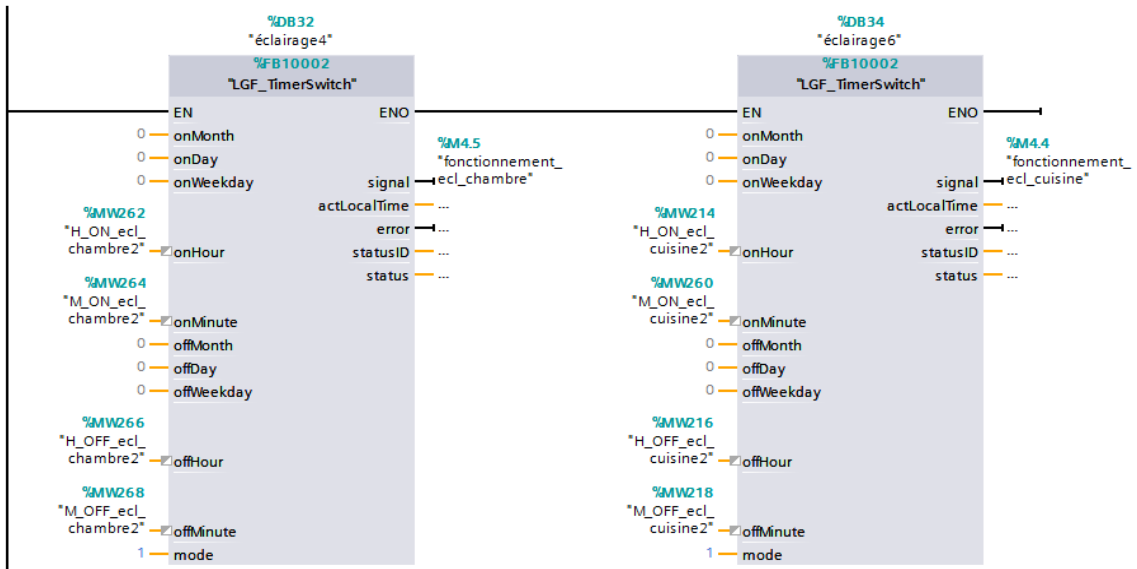 %DB32
"éclairage4"
%FB10002
"LGF_TimerSwitch"
EN ENO
0 onMonth
0 onDay
0 onWeekday
signal
%M4.5
"fonctionnement_
ecl_chambre"
actLocalTime ...
error ...
statusID ...
status ...
%MW262
"H_ON_ecl_
chambre2" onHour
%MW264
"M_ON_ecl_
chambre2" onMinute
0 offMonth
0 offDay
0 offWeekday
%MW266
"H_OFF_ecl_
chambre2" offHour
%MW268
"M_OFF_ecl_
chambre2" offMinute
1 mode
%DB34
"éclairage6"
%FB10002
"LGF_TimerSwitch"
EN ENO
0 onMonth
0 onDay
0 onWeekday
signal
%M4.4
"fonctionnement_
ecl_cuisine"
actLocalTime ...
error ...
statusID ...
status ...
%MW214
"H_ON_ecl_
cuisine2" onHour
%MW260
"M_ON_ecl_
cuisine2" onMinute
0 offMonth
0 offDay
0 offWeekday
%MW216
"H_OFF_ecl_
cuisine2" offHour
%MW218
"M_OFF_ecl_
cuisine2" offMinute
1 mode